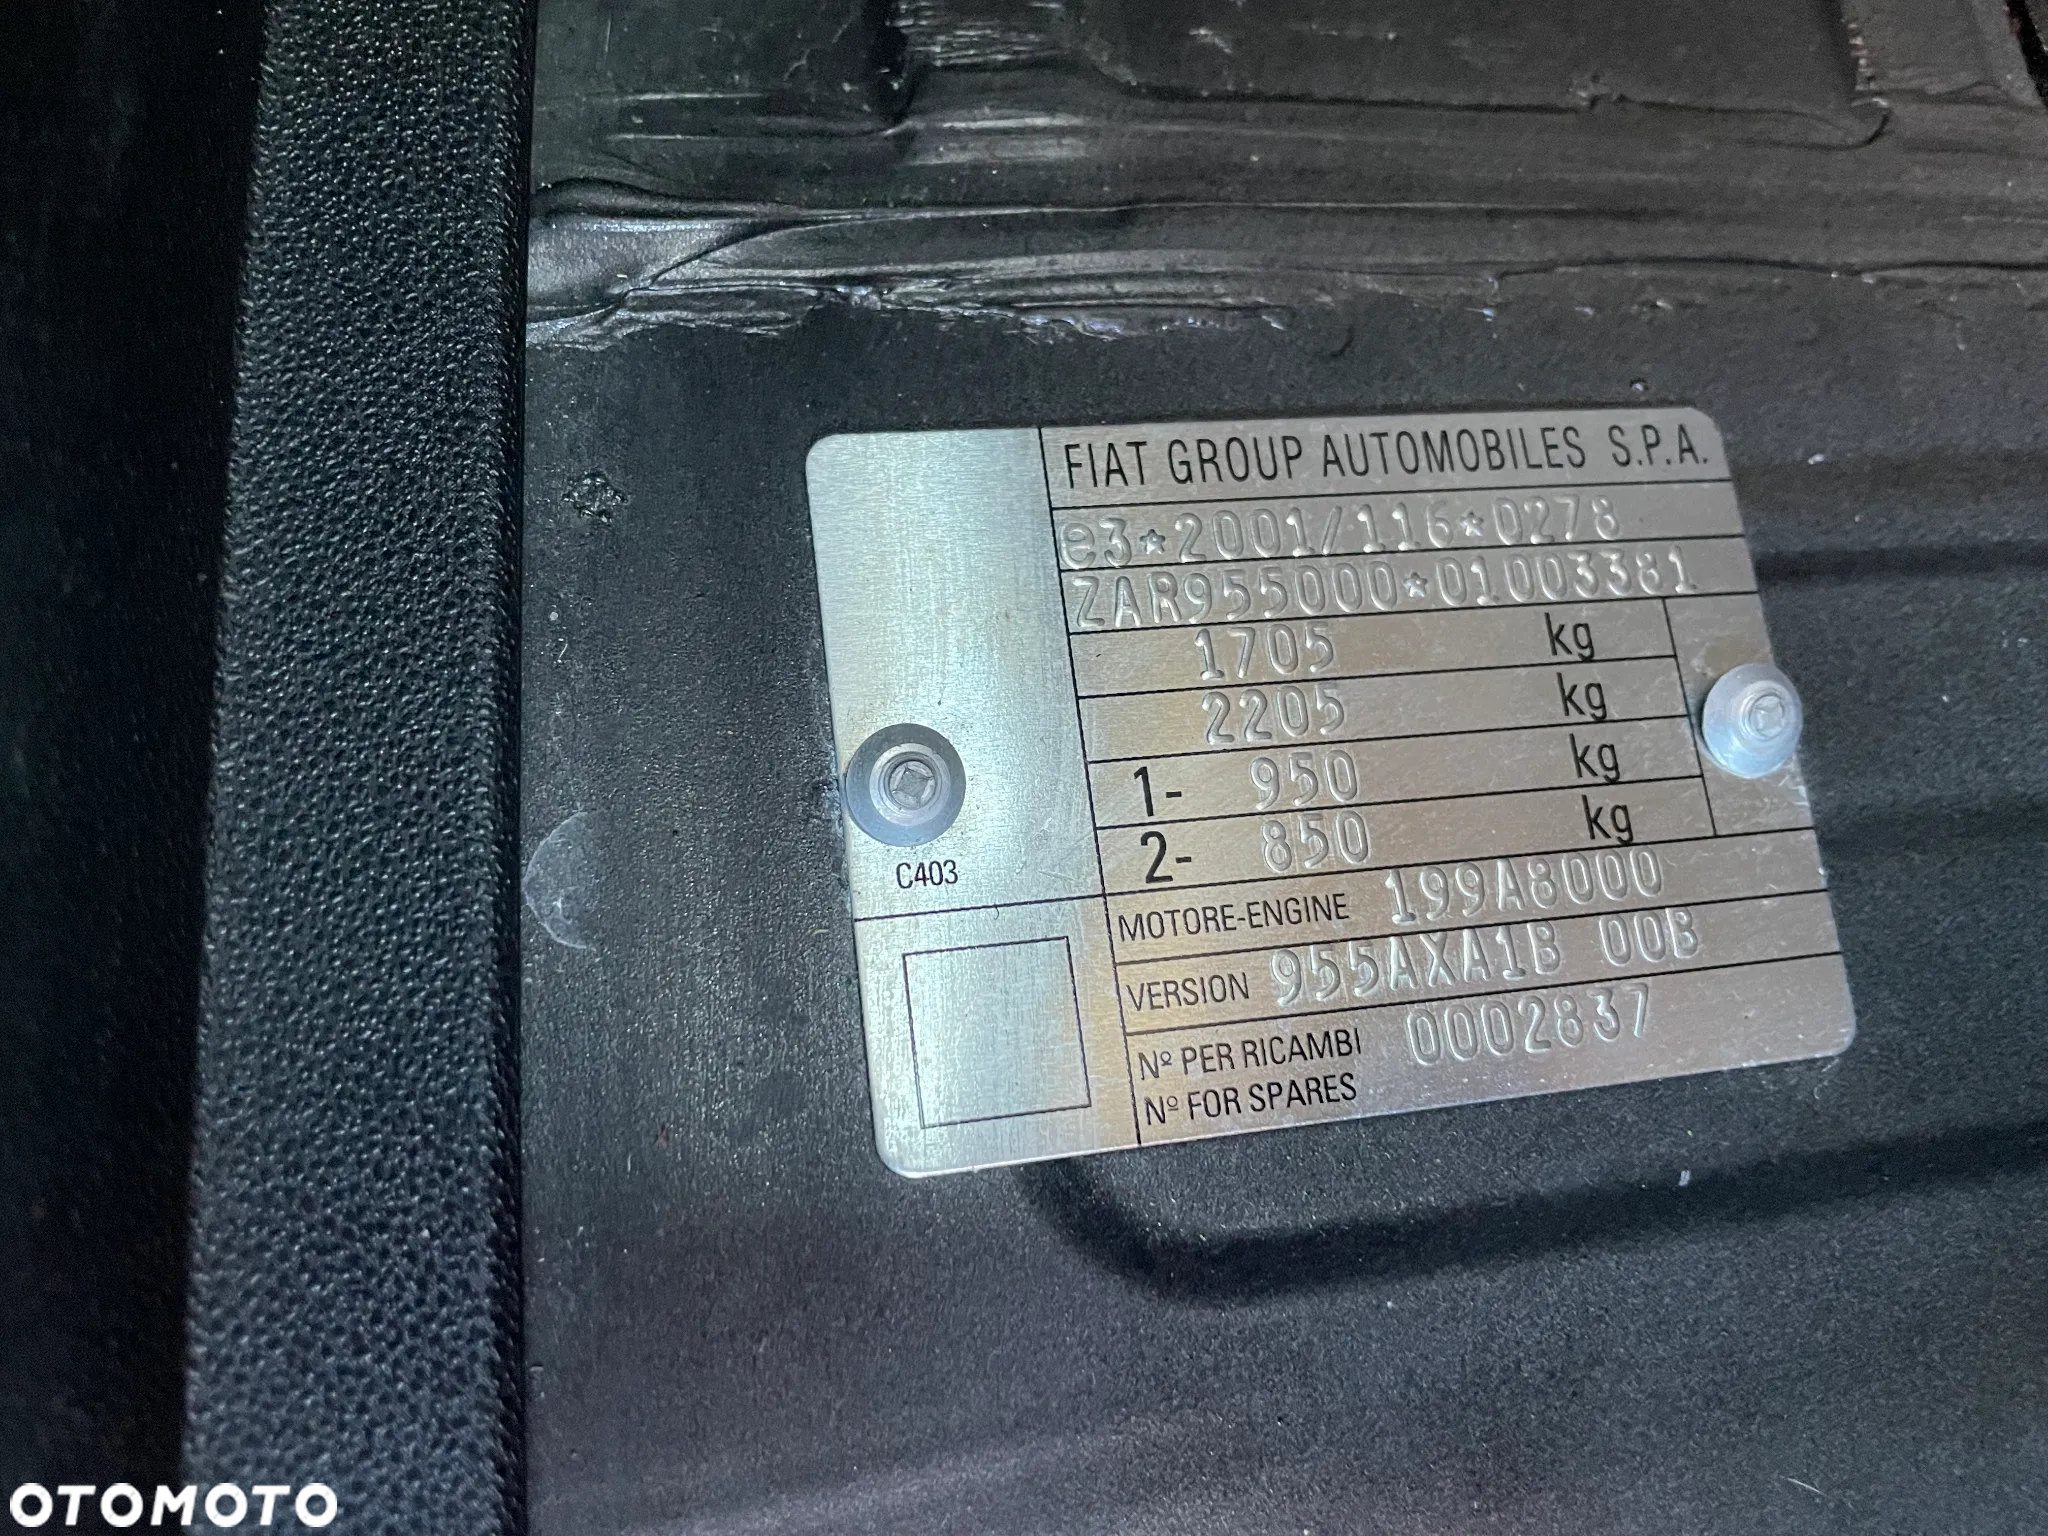 FIAT GROUP AUTOMOBILES S.P.A.
e3*2001/116*0278
ZAR955000*01003381
1705 kg
2205 kg
1- 950 kg
2- 850 kg
C403
MOTORE-ENGINE 199A8000
VERSION 955AXA1B 00B
Nº PER RICAMBI 0002837
Nº FOR SPARES
OTOMOTO